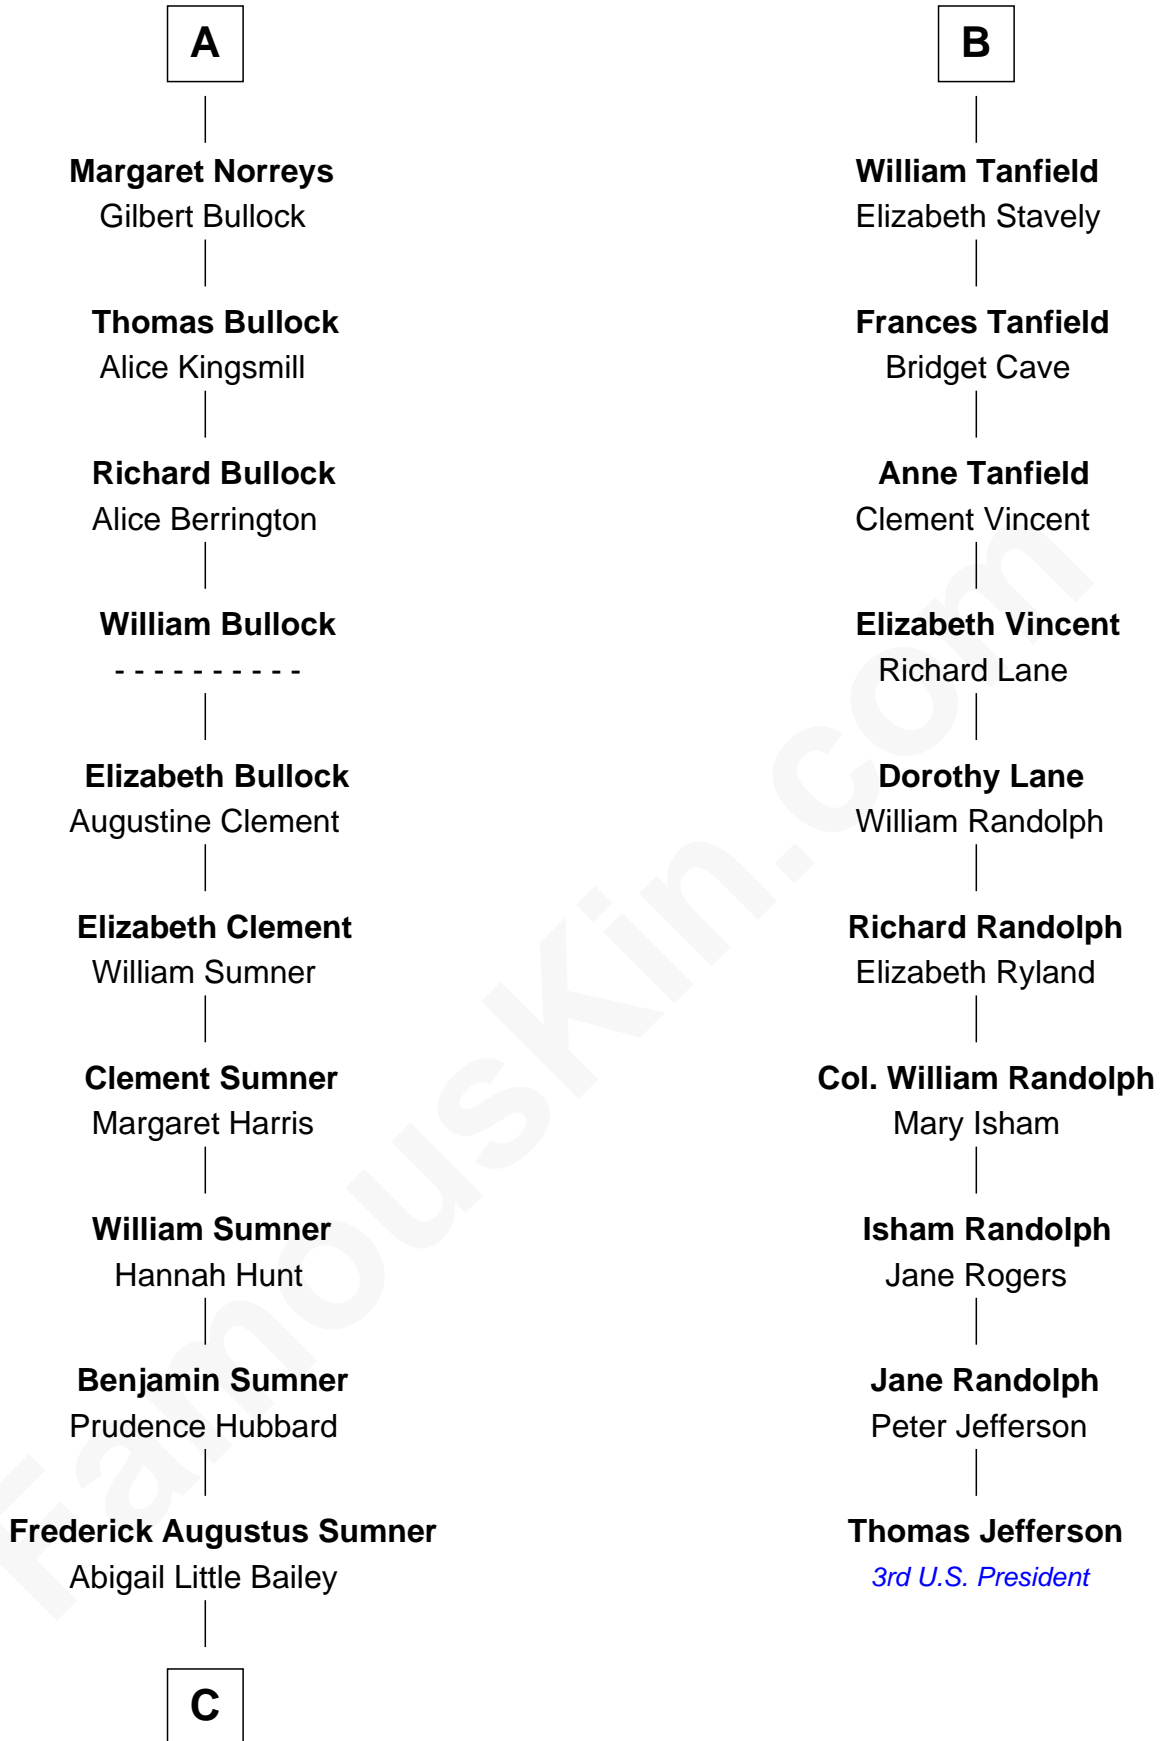 A
Margaret Norreys
Gilbert Bullock
Thomas Bullock
Alice Kingsmill
Richard Bullock
Alice Berrington
William Bullock
- - - - - - - - - -
Elizabeth Bullock
Augustine Clement
Elizabeth Clement
William Sumner
Clement Sumner
Margaret Harris
William Sumner
Hannah Hunt
Benjamin Sumner
Prudence Hubbard
Frederick Augustus Sumner
Abigail Little Bailey
C
B
William Tanfield
Elizabeth Stavely
Frances Tanfield
Bridget Cave
Anne Tanfield
Clement Vincent
Elizabeth Vincent
Richard Lane
Dorothy Lane
William Randolph
Richard Randolph
Elizabeth Ryland
Col. William Randolph
Mary Isham
Isham Randolph
Jane Rogers
Jane Randolph
Peter Jefferson
Thomas Jefferson
3rd U.S. President
FamousKin.com